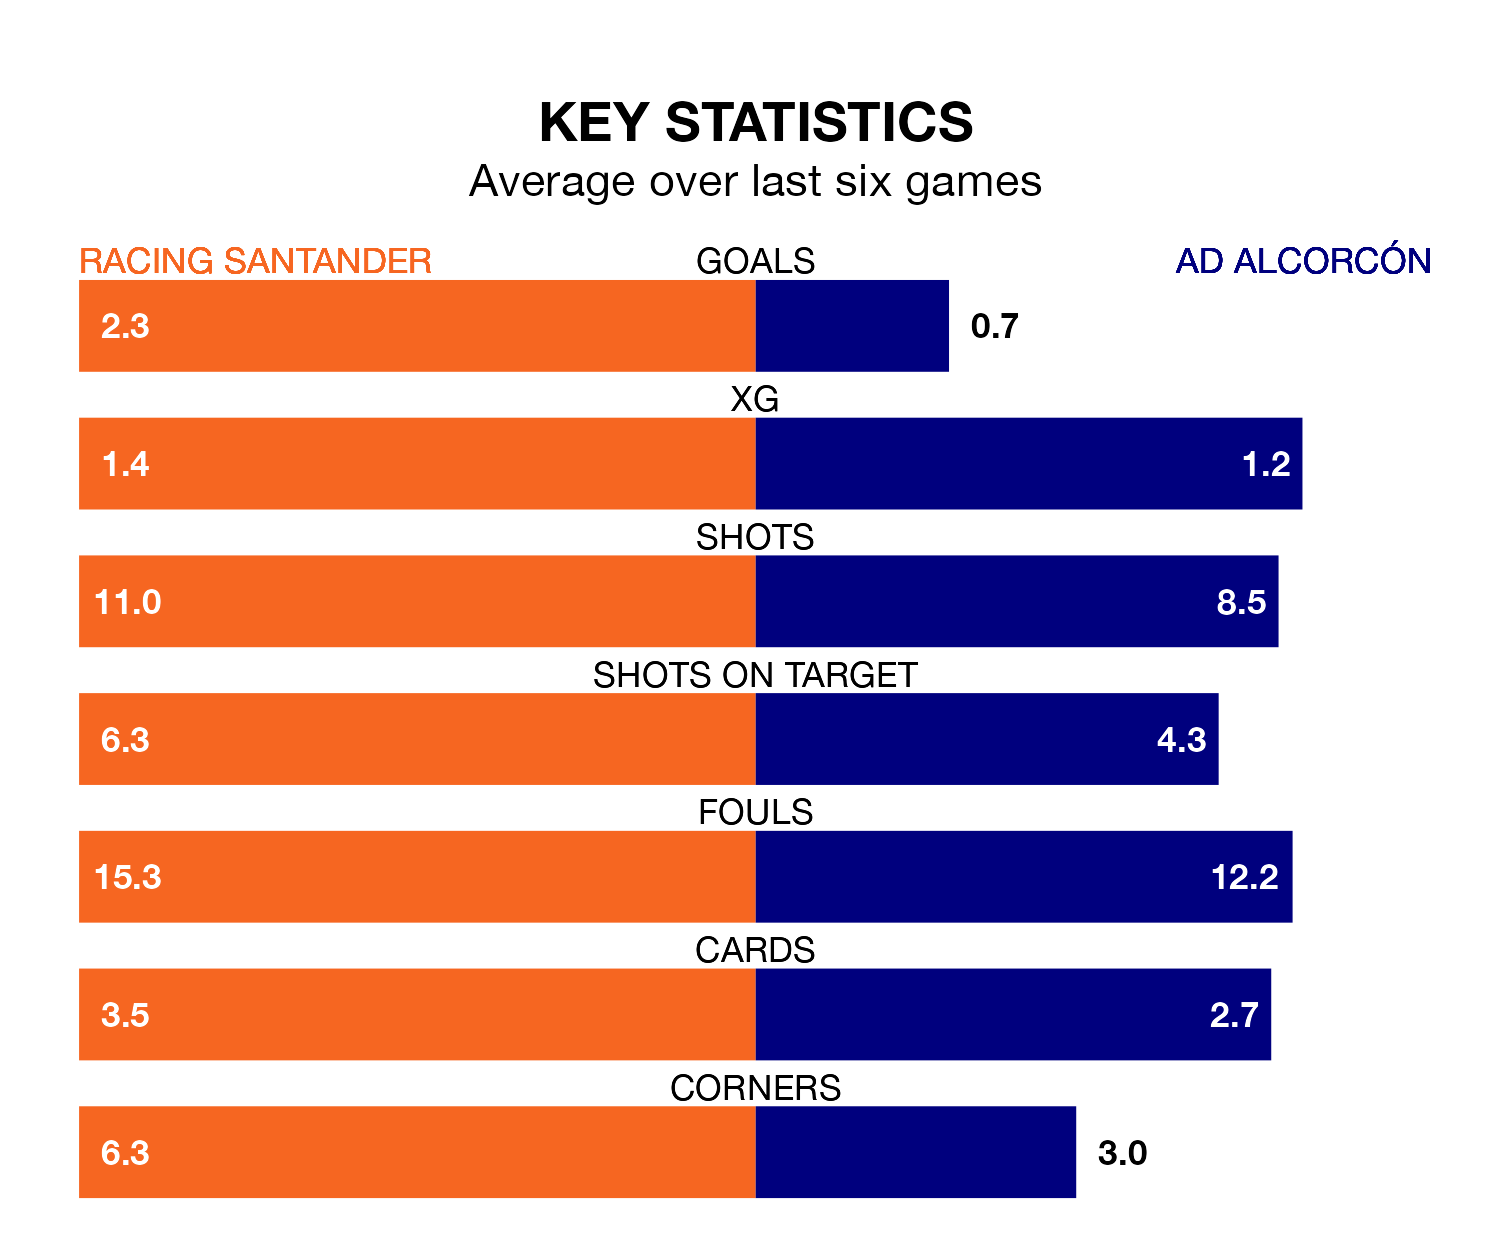 KEY STATISTICS
Average over last six games
RACING SANTANDER GOALS AD ALCORCÓN
2.3 0.7
XG
1.4 1.2
SHOTS
11.0 8.5
SHOTS ON TARGET
6.3 4.3
FOULS
15.3 12.2
CARDS
3.5 2.7
CORNERS
6.3 3.0